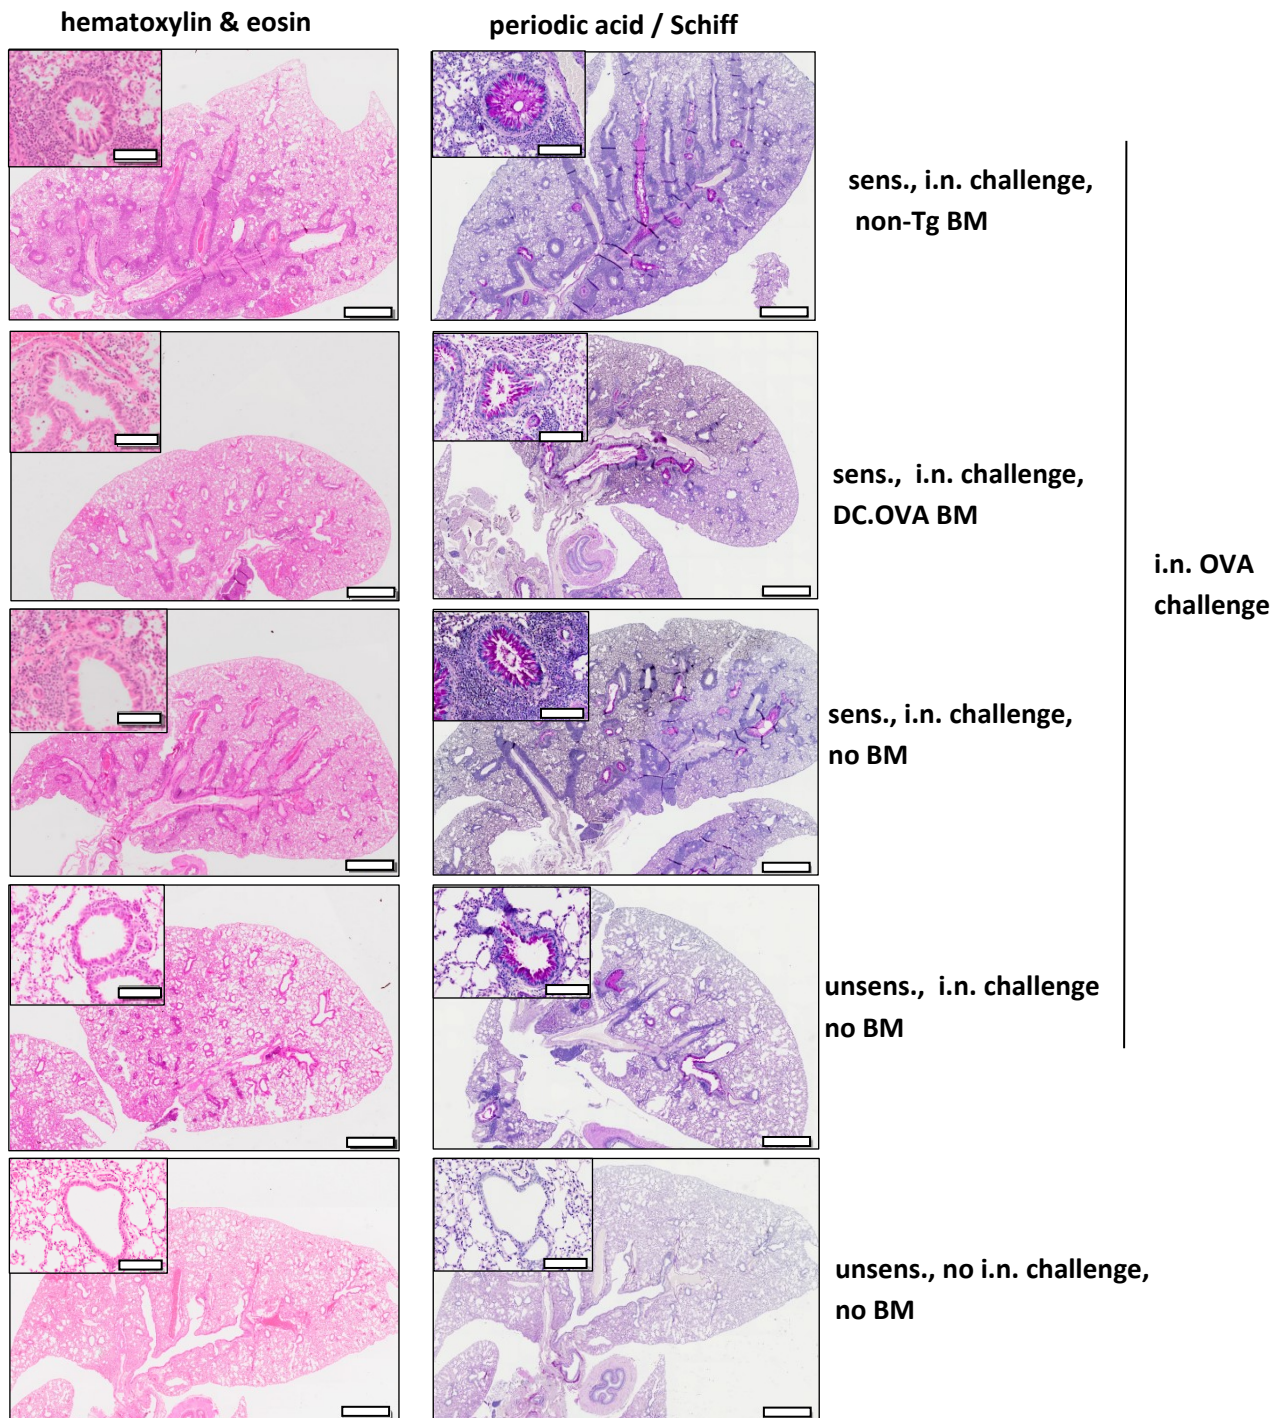 hematoxylin & eosin
periodic acid / Schiff
sens., i.n. challenge,
non-Tg BM
sens., i.n. challenge,
DC.OVA BM
i.n. OVA
challenge
sens., i.n. challenge,
no BM
unsens., i.n. challenge
no BM
unsens., no i.n. challenge,
no BM